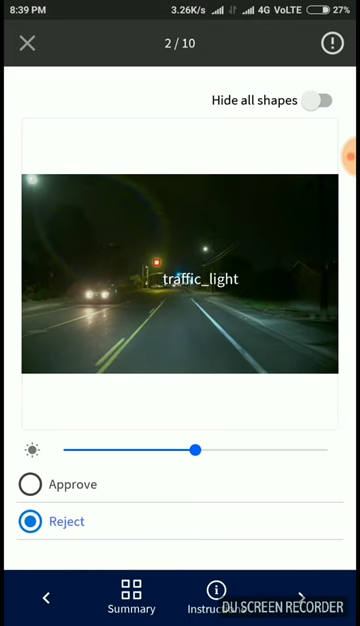 8:39 PM 3.26K/s 4G VoLTE 27%
2 / 10
Hide all shapes
traffic_light
Approve
Reject
Summary
DU SCREEN RECORDER